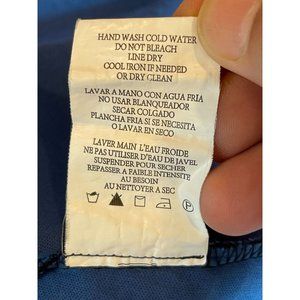 HAND WASH COLD WATER
DO NOT BLEACH
LINE DRY
COOL IRON IF NEEDED
OR DRY CLEAN
LAVAR A MANO CON AGUA FRIA
NO USAR BLANQUEADOR
SECAR COLGADO
PLANCHA FRIA SI SE NECESITA
O LAVAR EN SECO
LAVER MAIN L'EAU FROIDE
NE PAS UTILISER D'EAU DE JAVEL
SUSPENDER POUR SECHER
REPASSER A FAIBLE INTENSITE
AU BESOIN
AU NETTOYER A SEC
P